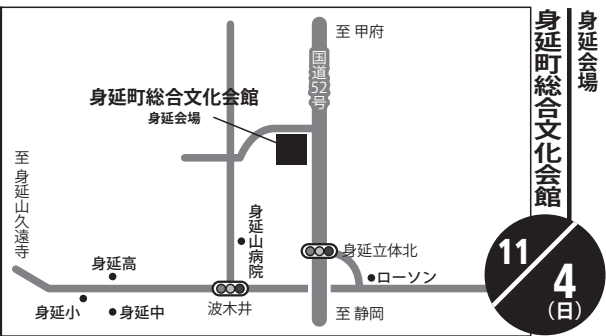 身延会場
身延町総合文化会館
11/4
(日)
至 甲府
国道52号
身延町総合文化会館
身延会場
至 身延山久遠寺
身延山病院
身延高
身延立体北
ローソン
身延小
身延中
波木井
至 静岡